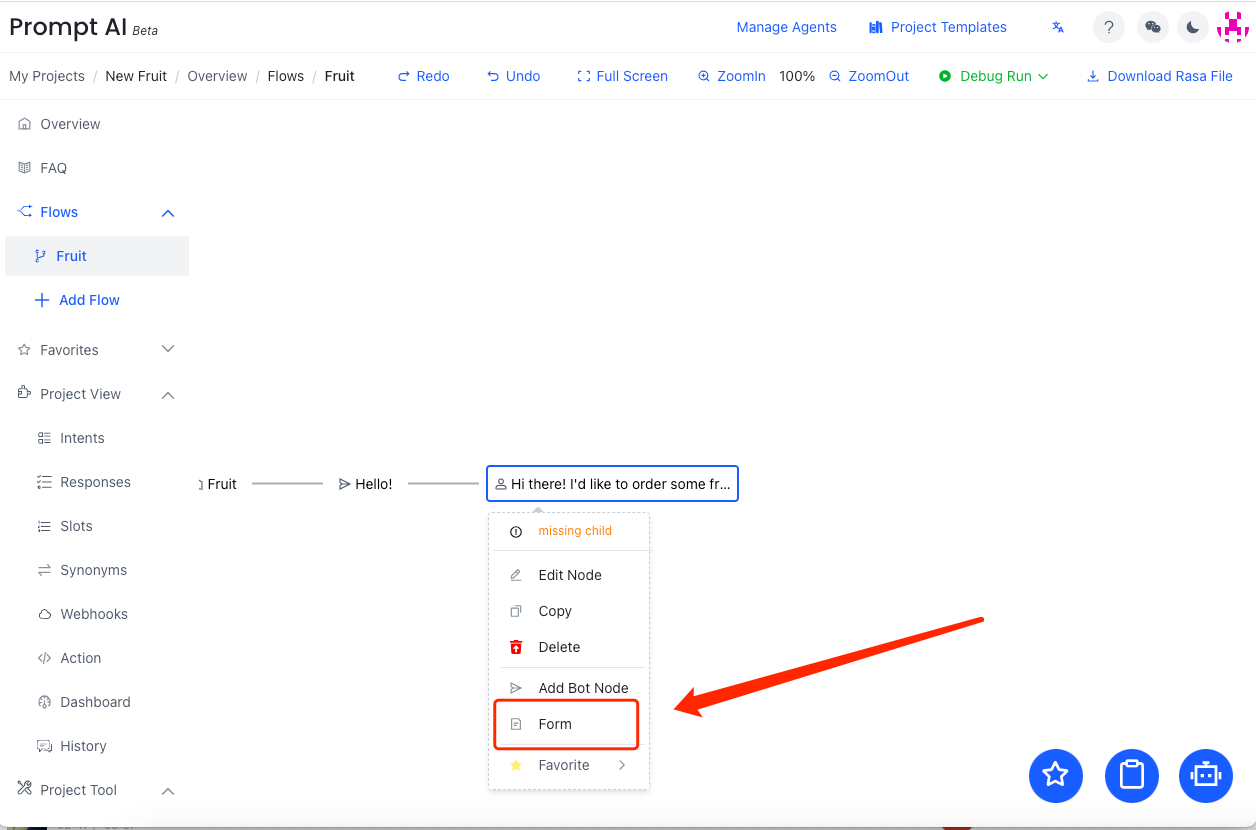 Prompt AI Beta
Manage Agents
Project Templates
?
My Projects / New Fruit / Overview / Flows / Fruit
Redo
Undo
Full Screen
ZoomIn
100%
ZoomOut
Debug Run
Download Rasa File
Overview
FAQ
Flows
Fruit
Add Flow
Favorites
Project View
Intents
Responses
Slots
Synonyms
Webhooks
Action
Dashboard
History
Project Tool
Fruit
Hello!
Hi there! I'd like to order some fr...
missing child
Edit Node
Copy
Delete
Add Bot Node
Form
Favorite